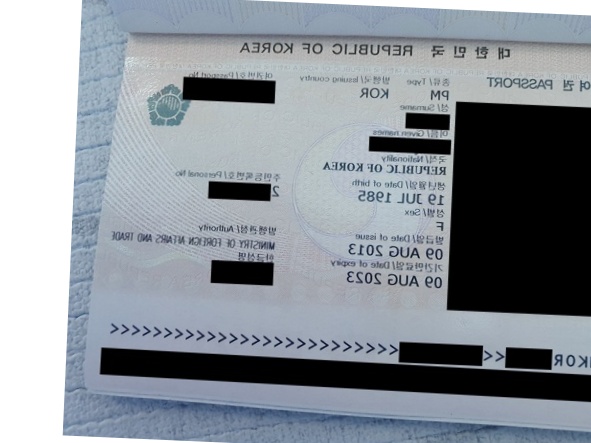 대한민국 REPUBLIC OF KOREA
여권 PASSPORT
종류/Type
발행국/Issuing country
여권번호/Passport No.
PM
KOR
성/Surname
이름/Given names
국적/Nationality
REPUBLIC OF KOREA
생년월일/Date of birth
주민등록번호/Personal No.
19 JUL 1985
2
성별/Sex
F
발급일/Date of issue
발행관청/Authority
09 AUG 2013
MINISTRY OF FOREIGN AFFAIRS AND TRADE
기간만료일/Date of expiry
한글성명
09 AUG 2023
KOR
<<
<<<<<<<<<<<<<<<<<<<<<<<<<<<<<<